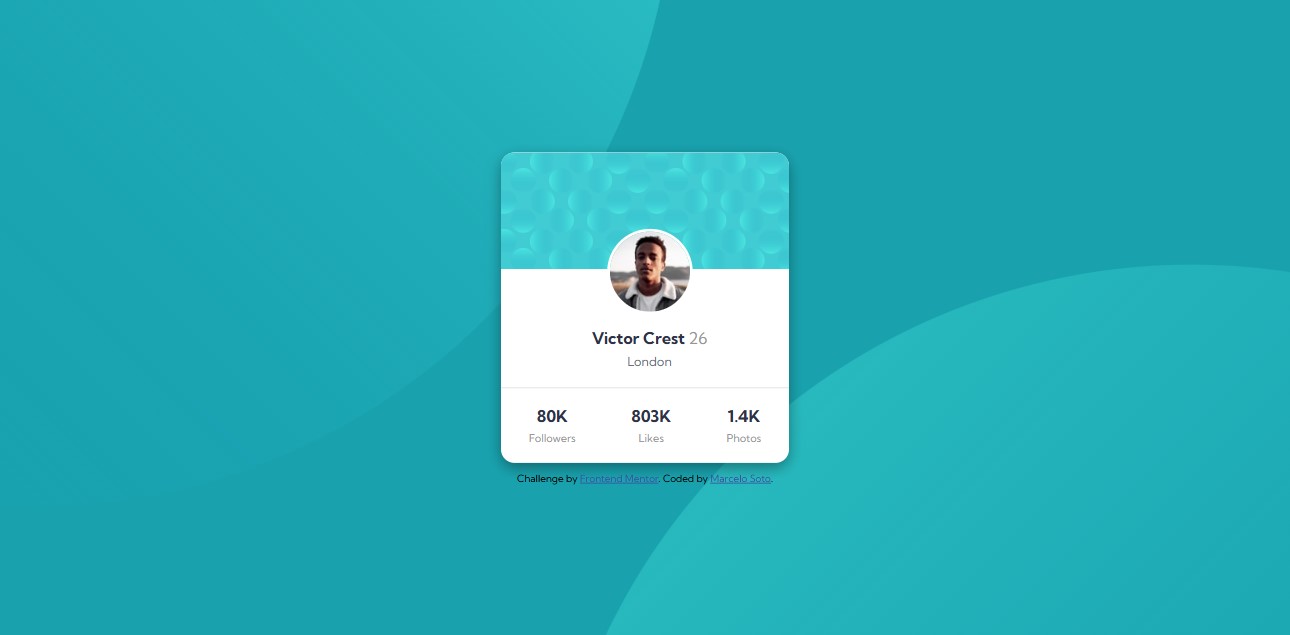 Victor Crest 26
London
80K 803K 1.4K
Followers Likes Photos
Challenge by Frontend Mentor. Coded by Marcelo Soto.